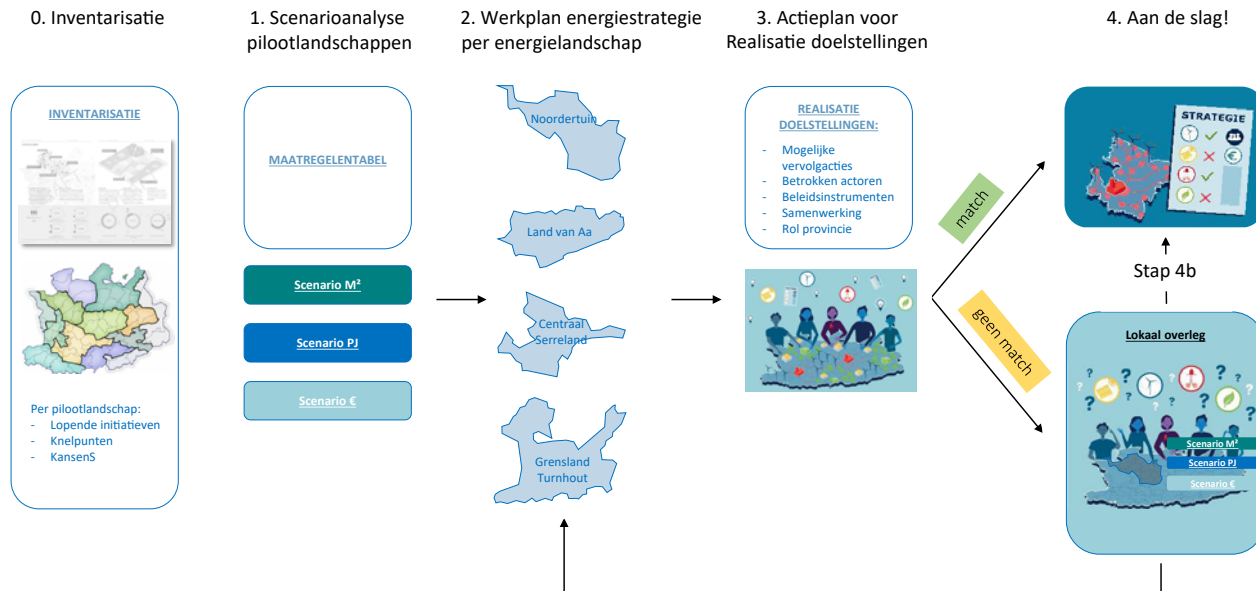 0. Inventarisatie
1. Scenarioanalyse
pilootlandschappen
2. Werkplan energiestrategie
per energielandschap
3. Actieplan voor
Realisatie doelstellingen
4. Aan de slag!
INVENTARISATIE
Per pilootlandschap:
- Lopende initiatieven
- Knelpunten
- KansenS
MAATREGELENTABEL
Scenario M²
Scenario PJ
Scenario €
Noordertuin
Land van Aa
Centraal
Serreland
Grensland
Turnhout
REALISATIE
DOELSTELLINGEN:
- Mogelijke
vervolgacties
- Betrokken actoren
- Beleidsinstrumenten
- Samenwerking
- Rol provincie
match
geen match
STRATEGIE
Stap 4b
Lokaal overleg
Scenario M²
Scenario PJ
Scenario €